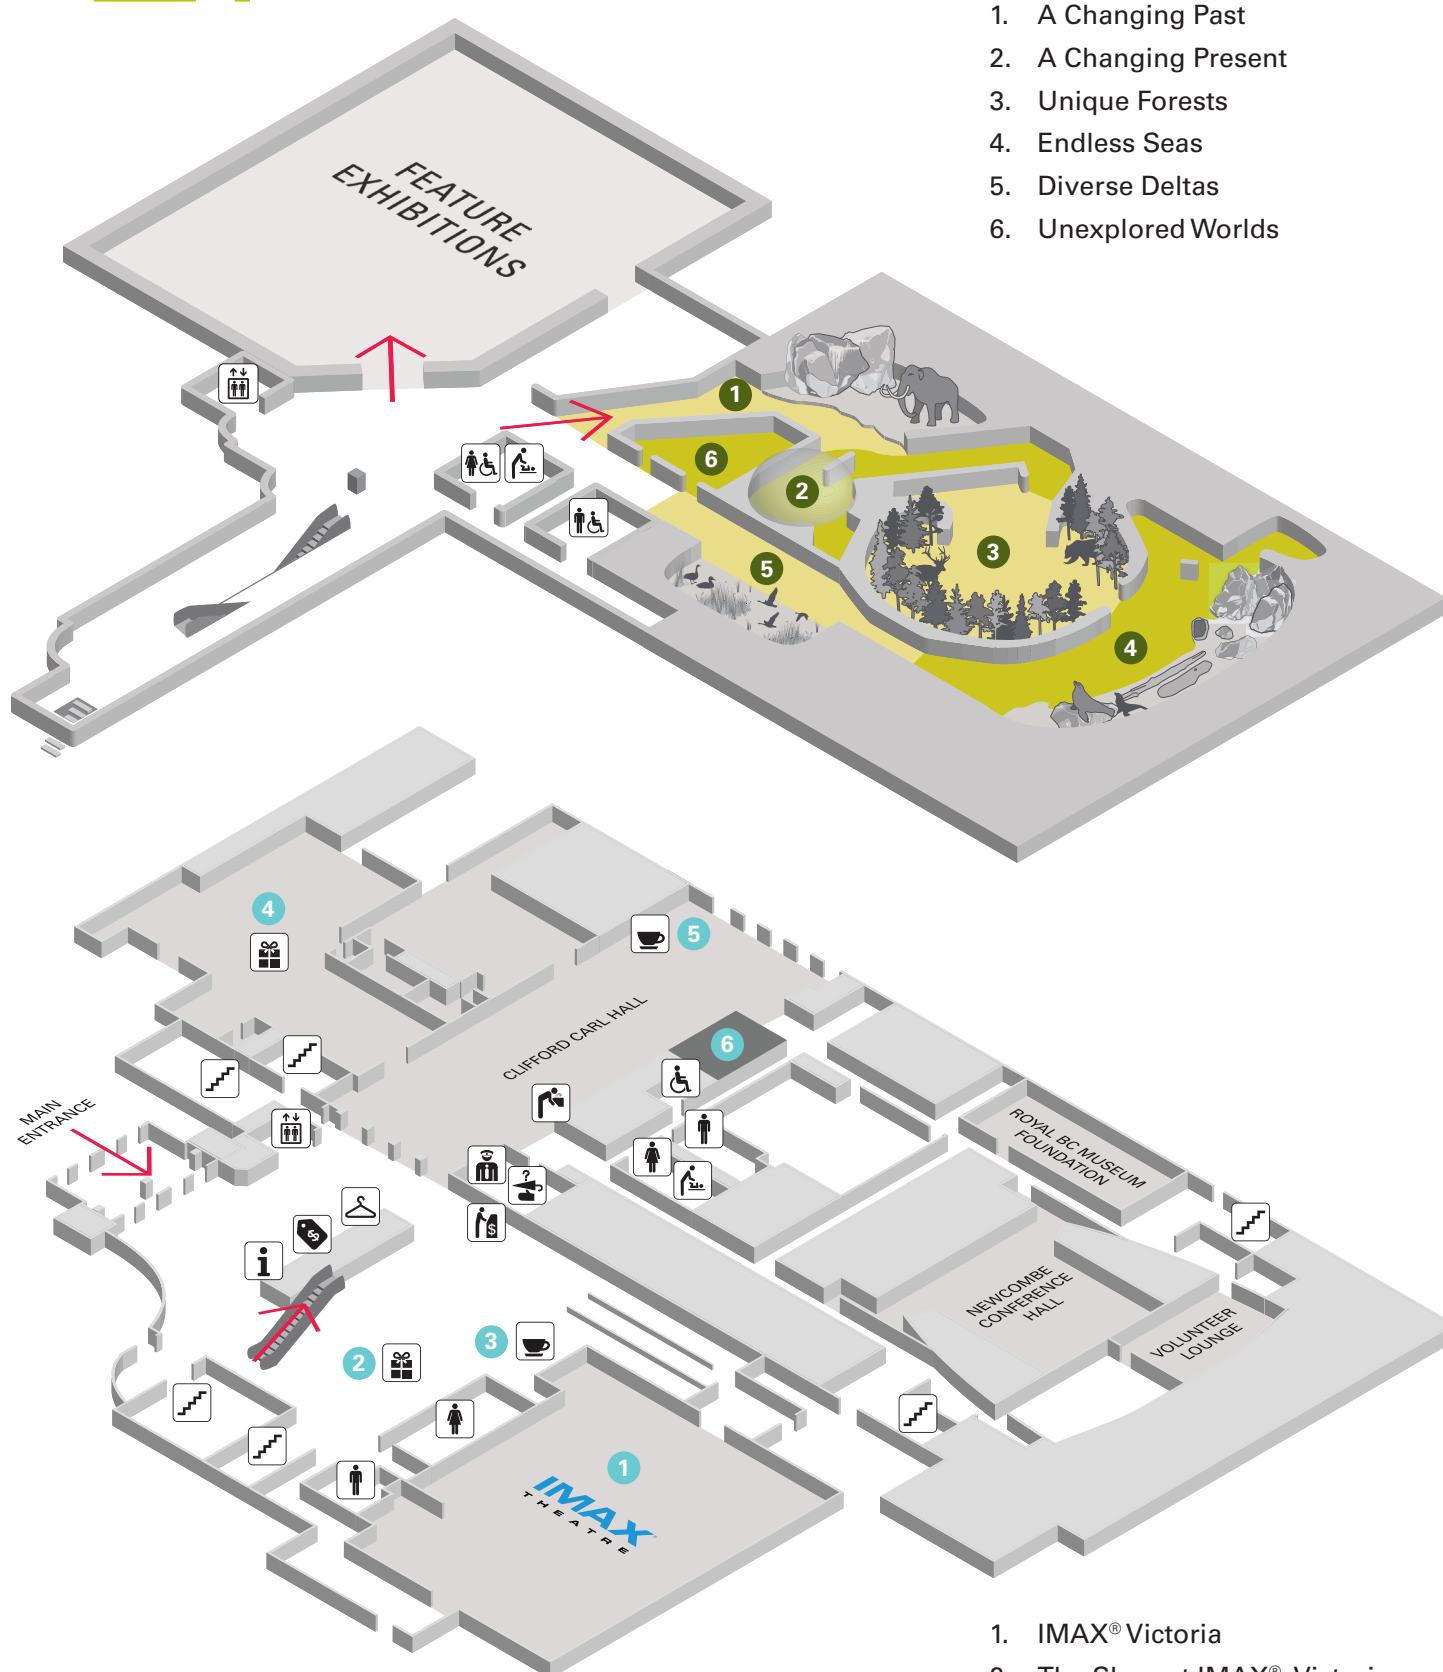 1. A Changing Past
2. A Changing Present
3. Unique Forests
4. Endless Seas
5. Diverse Deltas
6. Unexplored Worlds
FEATURE
EXHIBITIONS
1
6
2
3
5
4
4
5
CLIFFORD CARL HALL
6
MAIN
ENTRANCE
ROYAL BC MUSEUM
FOUNDATION
?
$
$
i
NEWCOMBE
CONFERENCE
HALL
VOLUNTEER
LOUNGE
3
2
1
IMAX
THEATRE
1. IMAX® Victoria